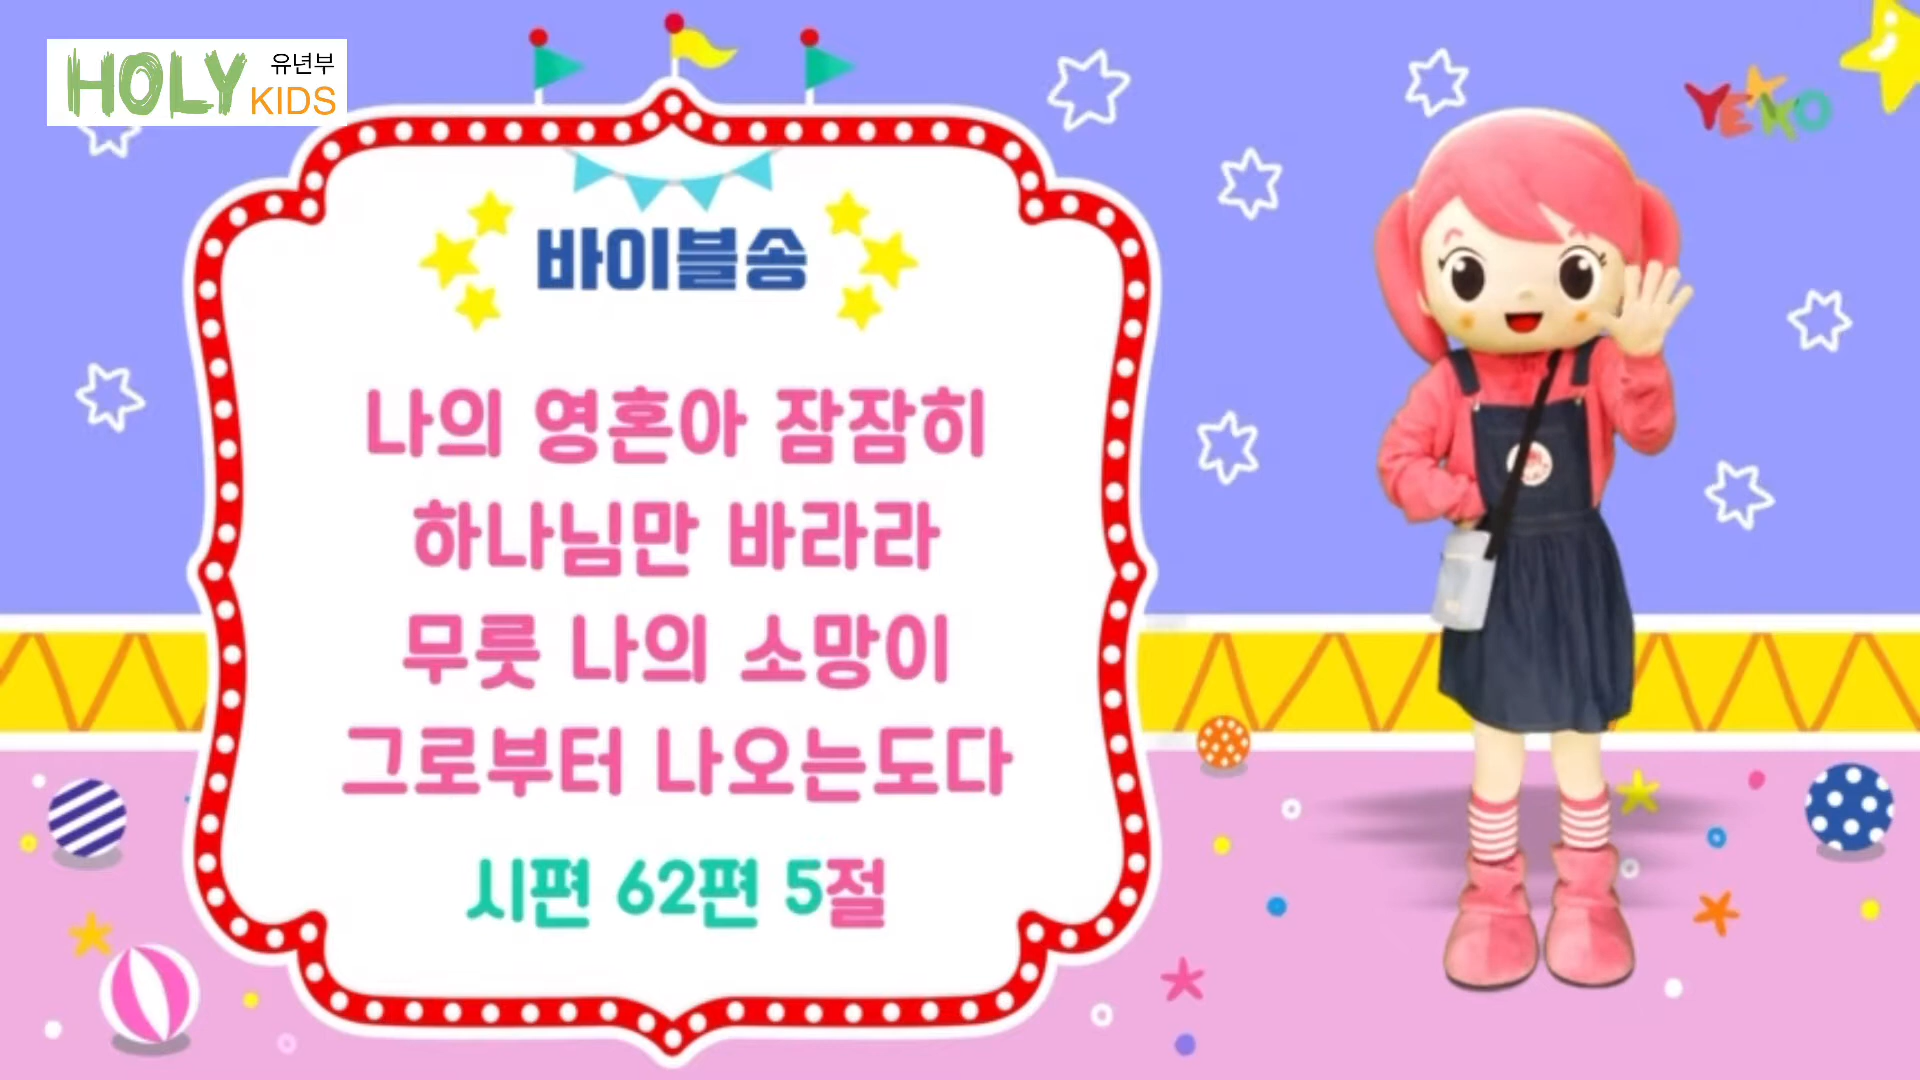 HOLY 유년부
KIDS
YEKKO
바이블송
나의 영혼아 잠잠히
하나님만 바라라
무릇 나의 소망이
그로부터 나오는도다
시편 62편 5절